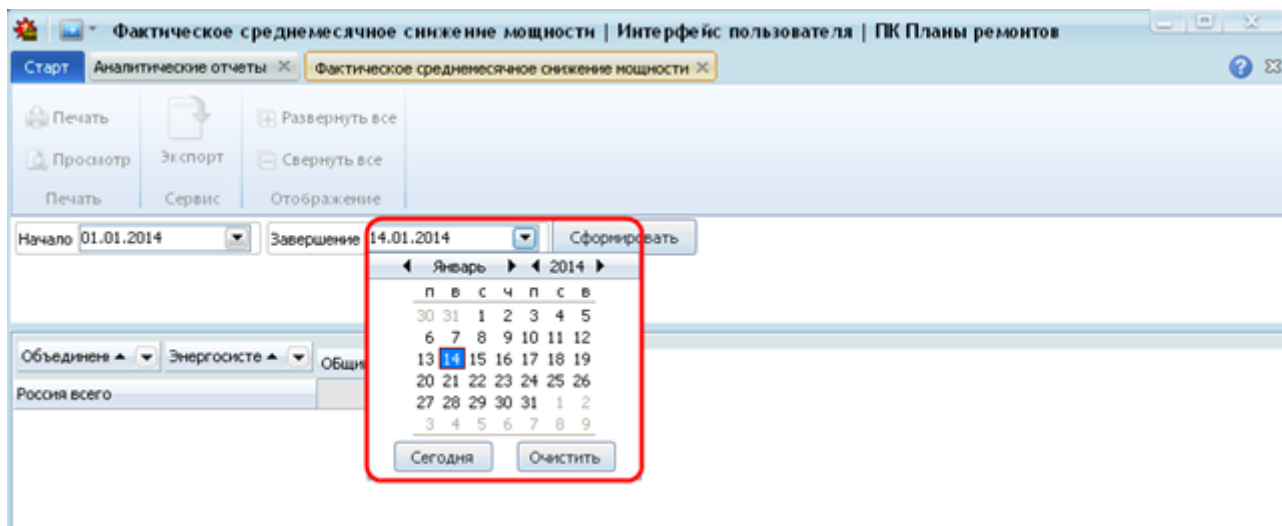 Фактическое среднемесячное снижение мощности | Интерфейс пользователя | ПК Планы ремонтов
Старт Аналитические отчеты Фактическое среднемесячное снижение мощности
Печать Развернуть все
Просмотр Экспорт Свернуть все
Печать Сервис Отображение
Начало 01.01.2014 Завершение 14.01.2014 Сформировать
Январь 2014
п в с ч п с в
30 31 1 2 3 4 5
6 7 8 9 10 11 12
13 14 15 16 17 18 19
20 21 22 23 24 25 26
27 28 29 30 31 1 2
3 4 5 6 7 8 9
Сегодня Очистить
Объединен Энергосисте Общи
Россия всего